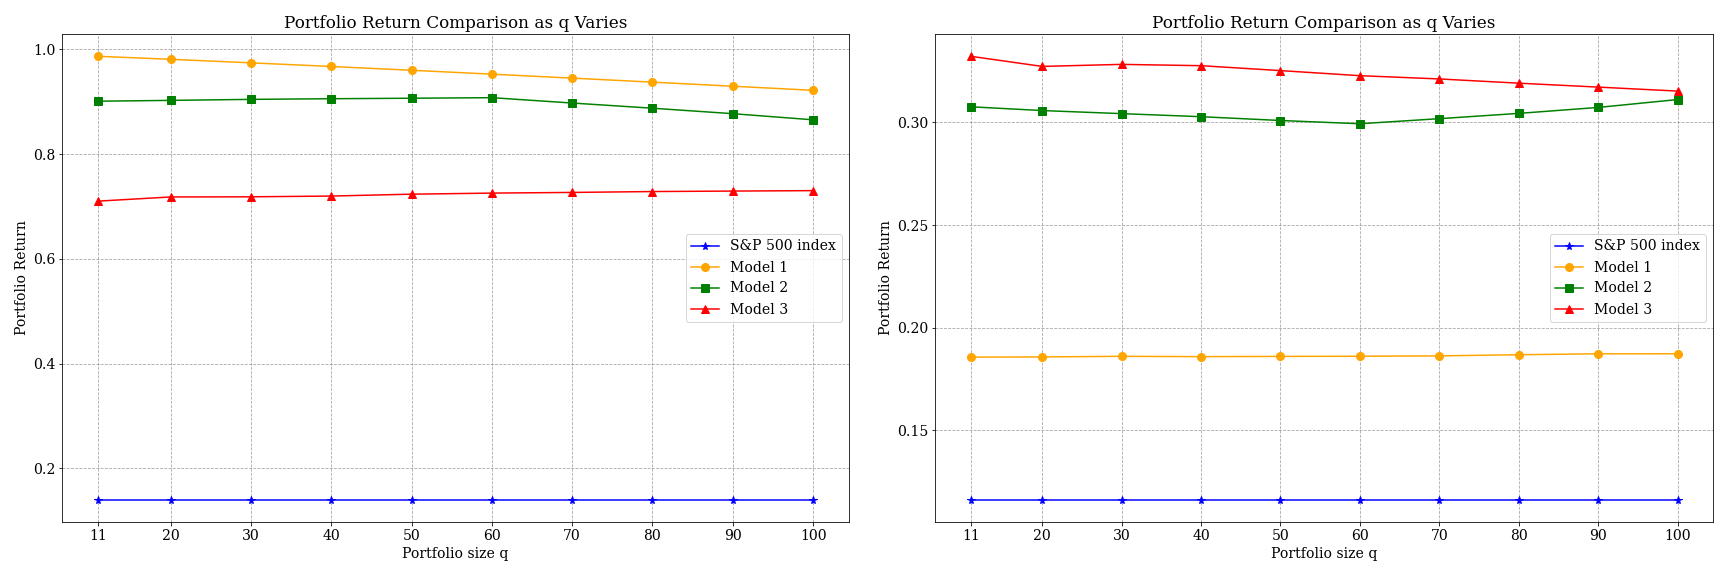 Portfolio Return Comparison as q Varies
1.0
0.8
0.6
0.4
0.2
Portfolio Return
S&P 500 index
Model 1
Model 2
Model 3
11 20 30 40 50 60 70 80 90 100
Portfolio size q
Portfolio Return Comparison as q Varies
0.30
0.25
0.20
0.15
Portfolio Return
S&P 500 index
Model 1
Model 2
Model 3
11 20 30 40 50 60 70 80 90 100
Portfolio size q